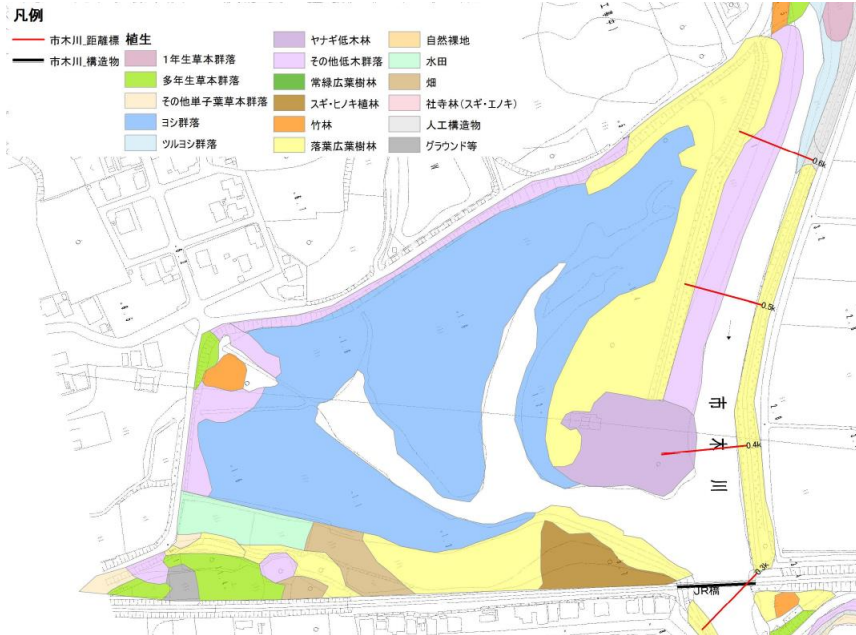 凡例
市木川_距離標
市木川_構造物
植生
1年生草本群落
多年生草本群落
その他単子葉草本群落
ヨシ群落
ツルヨシ群落
ヤナギ低木林
その他低木群落
常緑広葉樹林
スギ・ヒノキ植林
竹林
落葉広葉樹林
自然裸地
水田
畑
社寺林(スギ・エノキ)
人工構造物
グラウンド等
0.6k
0.5k
市木川
0.4k
0.3k
JR橋